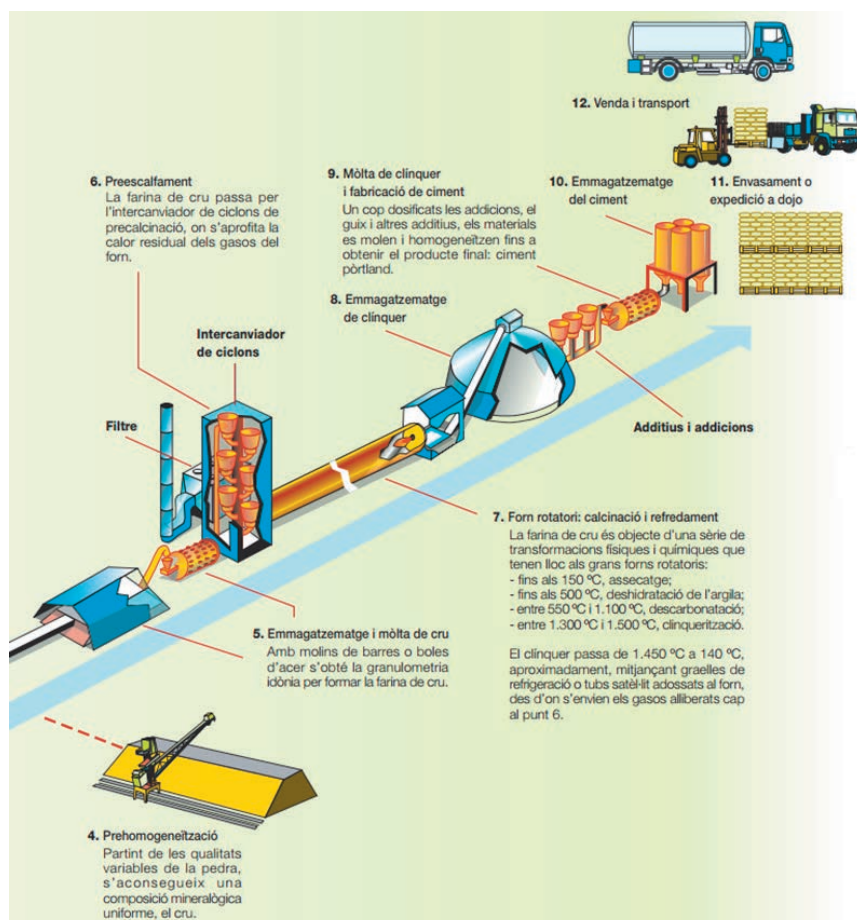 12. Venda i transport
6. Preescalfament
La farina de cru passa per
l'intercanviador de ciclons de
precalcinació, on s'aprofita la
calor residual dels gasos del
forn.
9. Mòlta de clínquer
i fabricació de ciment
Un cop dosificats les addicions, el
guix i altres additius, els materials
es molen i homogeneïtzen fins a
obtenir el producte final: ciment
pòrtland.
10. Emmagatzematge
del ciment
11. Envasament o
expedició a dojo
8. Emmagatzematge
de clínquer
Intercanviador
de ciclons
Filtre
Additius i addicions
7. Forn rotatori: calcinació i refredament
La farina de cru és objecte d'una sèrie de
transformacions físiques i químiques que
tenen lloc als grans forns rotatoris:
- fins als 150 ºC, assecatge;
- fins als 500 ºC, deshidratació de l'argila;
- entre 550 ºC i 1.100 ºC, descarbonatació;
- entre 1.300 ºC i 1.500 ºC, clinquerització.
El clínquer passa de 1.450 ºC a 140 ºC,
aproximadament, mitjançant graelles de
refrigeració o tubs satèl·lit adossats al forn,
des d'on s'envien els gasos alliberats cap
al punt 6.
5. Emmagatzematge i mòlta de cru
Amb molins de barres o boles
d'acer s'obté la granulometria
idònia per formar la farina de cru.
4. Prehomogeneïtzació
Partint de les qualitats
variables de la pedra,
s'aconsegueix una
composició mineralògica
uniforme, el cru.